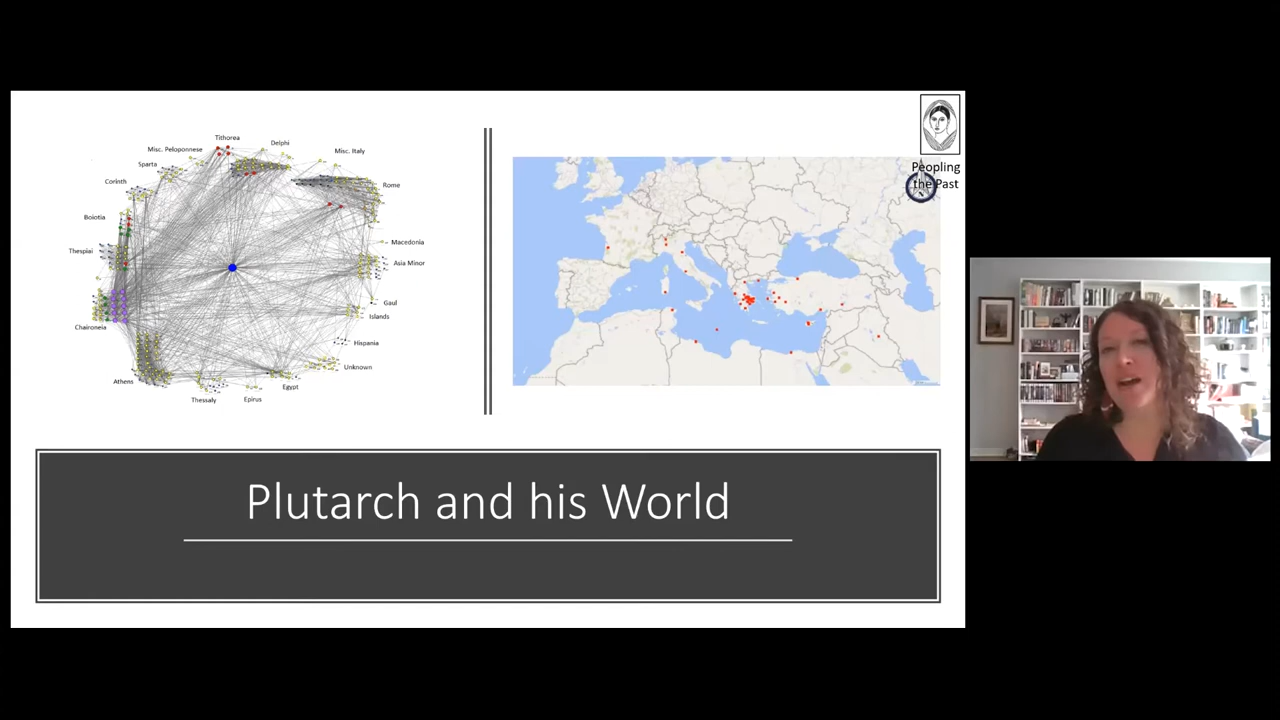 Tithorea
Delphi
Misc. Peloponnese
Misc. Italy
Sparta
Corinth
Rome
Boiotia
Macedonia
Thespiai
Asia Minor
Gaul
Islands
Chaironeia
Hispania
Unknown
Athens
Egypt
Thessaly
Epirus
Peopling
the Past
Plutarch and his World